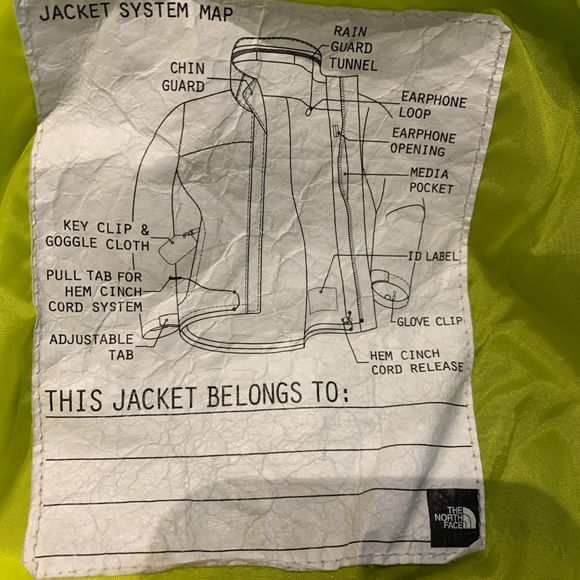 JACKET SYSTEM MAP
RAIN
GUARD
TUNNEL
CHIN
GUARD
EARPHONE
LOOP
EARPHONE
OPENING
MEDIA
POCKET
KEY CLIP &
GOGGLE CLOTH
ID LABEL
PULL TAB FOR
HEM CINCH
CORD SYSTEM
GLOVE CLIP
ADJUSTABLE
TAB
HEM CINCH
CORD RELEASE
THIS JACKET BELONGS TO:
THE
NORTH
FACE